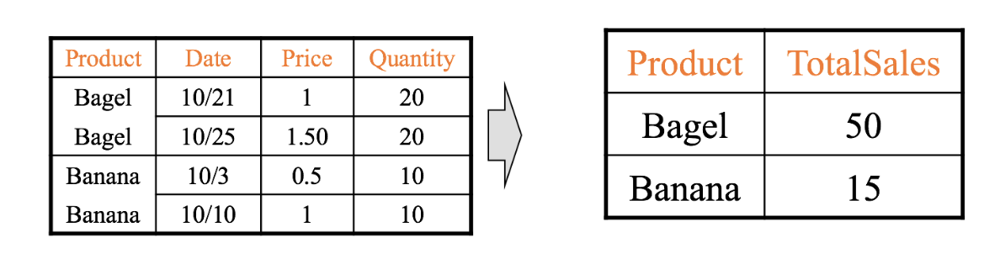 Product Date Price Quantity
Bagel 10/21 1 20
Bagel 10/25 1.50 20
Banana 10/3 0.5 10
Banana 10/10 1 10
Product TotalSales
Bagel 50
Banana 15